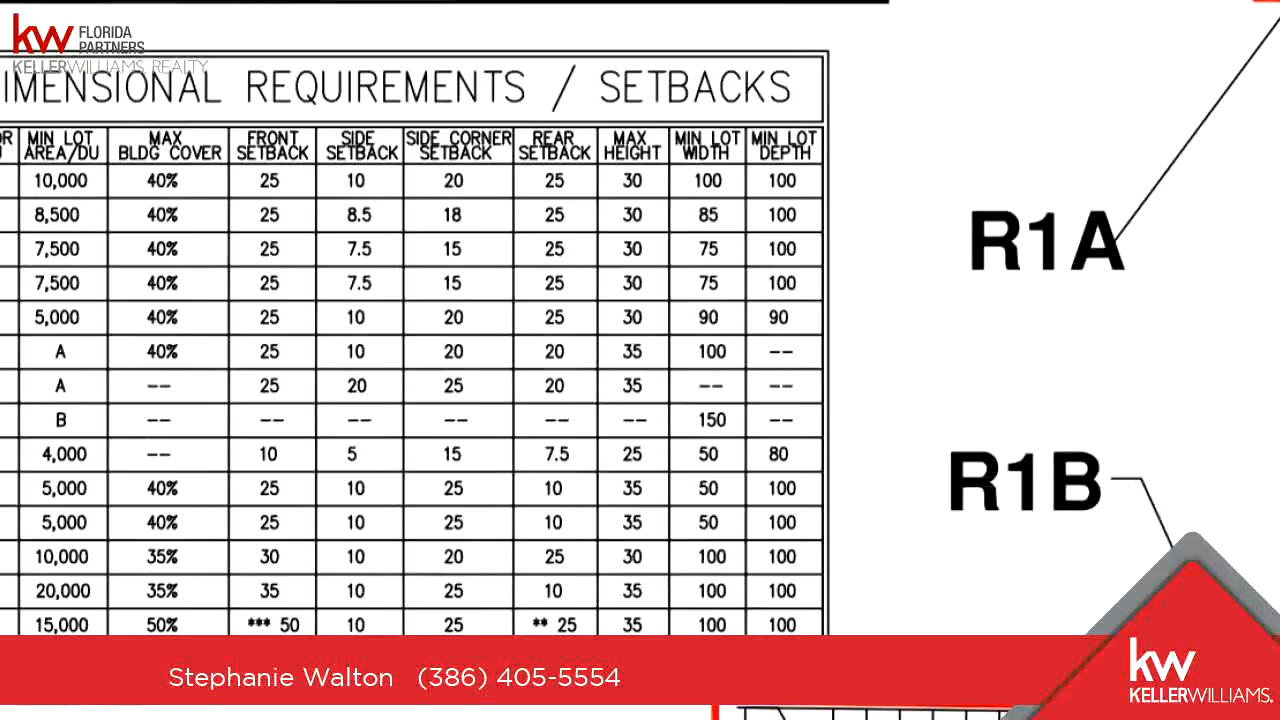 kw FLORIDA
PARTNERS
KELLERWILLIAMS. REALTY
IMENSIONAL REQUIREMENTS / SETBACKS
MIN LOT AREA/DU MAX BLDG COVER FRONT SETBACK SIDE SETBACK SIDE CORNER SETBACK REAR SETBACK MAX HEIGHT MIN LOT WIDTH MIN LOT DEPTH
10,000 40% 25 10 20 25 30 100 100
8,500 40% 25 8.5 18 25 30 85 100
7,500 40% 25 7.5 15 25 30 75 100
7,500 40% 25 7.5 15 25 30 75 100
5,000 40% 25 10 20 25 30 90 90
A 40% 25 10 20 20 35 100 --
A -- 25 20 25 20 35 -- --
B -- -- -- -- -- -- 150 --
4,000 -- 10 5 15 7.5 25 50 80
5,000 40% 25 10 25 10 35 50 100
5,000 40% 25 10 25 10 35 50 100
10,000 35% 30 10 20 25 30 100 100
20,000 35% 35 10 25 10 35 100 100
15,000 50% *** 50 10 25 ** 25 35 100 100
R1A
R1B
Stephanie Walton (386) 405-5554
kw
KELLERWILLIAMS.